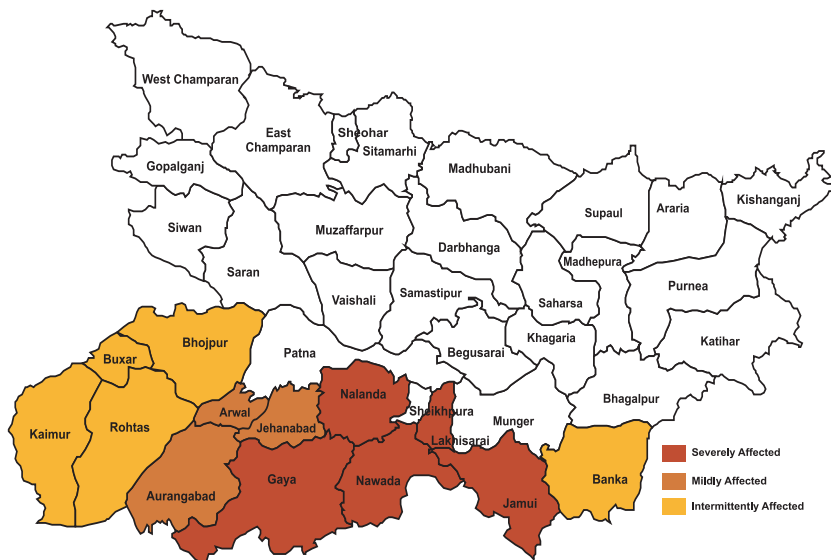 West Champaran
East
Champaran
Sheohar
Sitamarhi
Gopalganj
Madhubani
Kishanganj
Siwan
Muzaffarpur
Supaul
Araria
Darbhanga
Madhepura
Saran
Vaishali
Samastipur
Saharsa
Purnea
Bhojpur
Buxar
Patna
Begusarai
Khagaria
Katihar
Nalanda
Bhagalpur
Kaimur
Rohtas
Arwal
Jehanabad
Sheikhpura
Munger
Lakhisarai
Severely Affected
Gaya
Nawada
Banka
Mildly Affected
Aurangabad
Jamui
Intermittently Affected